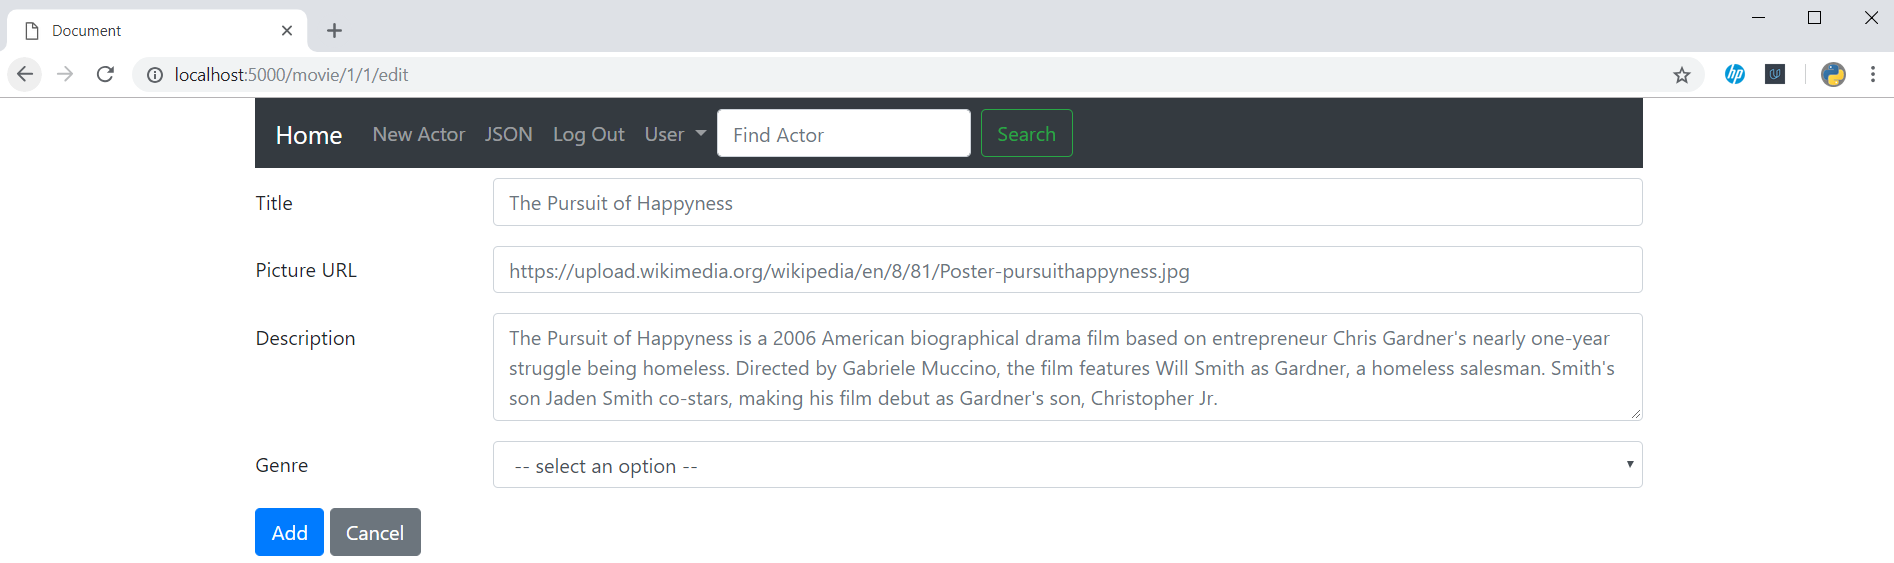 Document
localhost:5000/movie/1/1/edit
hp
Home New Actor JSON Log Out User Find Actor Search
Title The Pursuit of Happyness
Picture URL https://upload.wikimedia.org/wikipedia/en/8/81/Poster-pursuithappyness.jpg
Description The Pursuit of Happyness is a 2006 American biographical drama film based on entrepreneur Chris Gardner's nearly one-year
struggle being homeless. Directed by Gabriele Muccino, the film features Will Smith as Gardner, a homeless salesman. Smith's
son Jaden Smith co-stars, making his film debut as Gardner's son, Christopher Jr.
Genre -- select an option --
Add Cancel